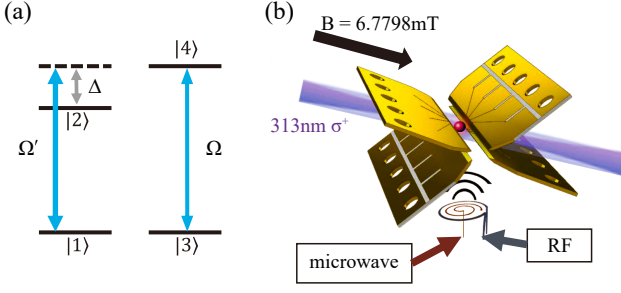 (a)
|4⟩
Δ
|2⟩
Ω′
Ω
|1⟩
|3⟩
(b)
B = 6.7798mT
313nm σ⁺
microwave
RF